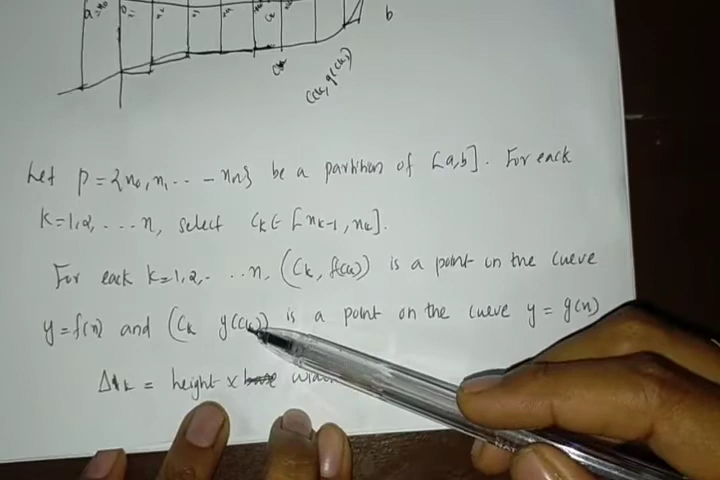 b
(Ck, g(Ck))
Let P = {x0, x1 . . . - xn} be a partition of [a,b]. For each
K=1,2, . . . n, select Ck ∈ [xk-1, xk].
For each k=1,2,. . . n, (Ck, f(Ck)) is a point on the curve
y=f(x) and (Ck g(Ck)) is a point on the curve y = g(x)
= height x